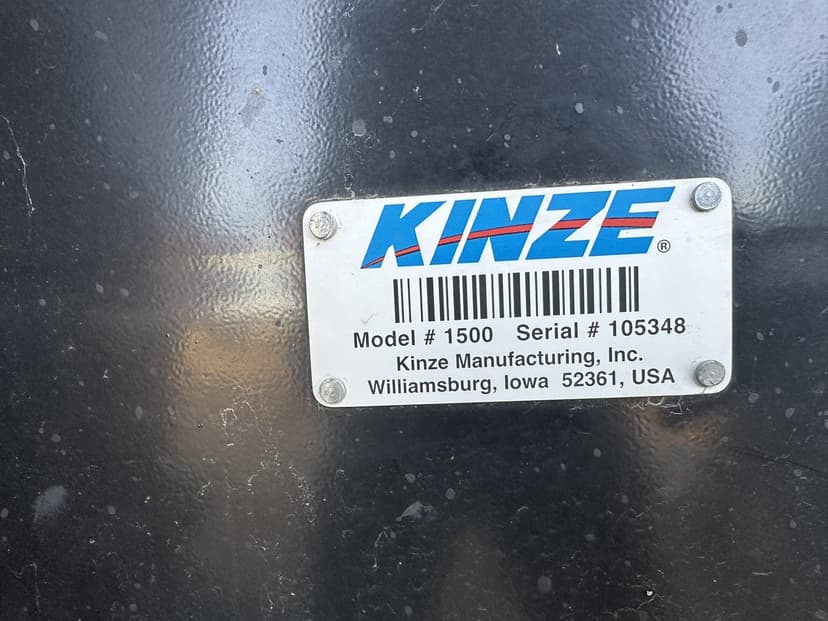 KINZE®
Model # 1500 Serial # 105348
Kinze Manufacturing, Inc.
Williamsburg, Iowa 52361, USA